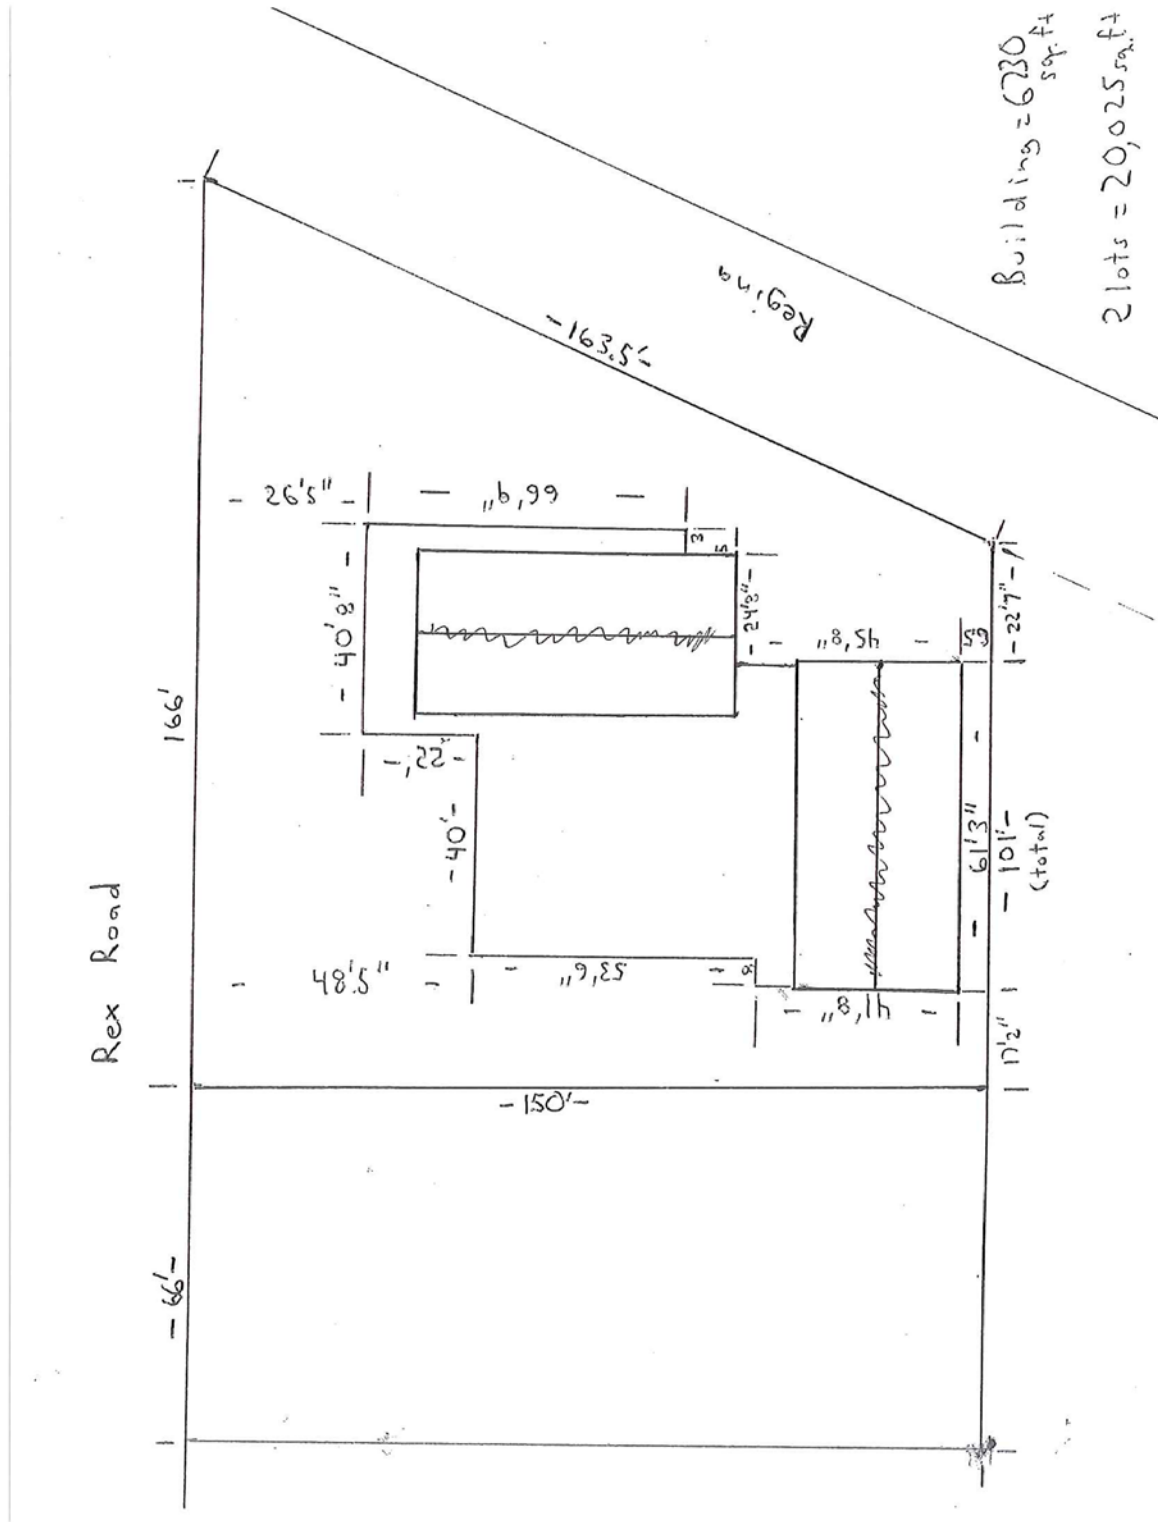 Rex Road
166'
- 66' -
- 150' -
- 163.5' -
Regina
- 26'5" -
- 66'9" -
- 40'8" -
3
5
- 24'8" -
- 22' -
- 40' -
- 48'5" -
- 53'6" -
- 45'8" -
- 41'8" -
- 61'3" -
- 22'7" -
- 101' -
(total)
17'2"
Building = 6230
sq. ft
2 lots = 20,025 sq. ft